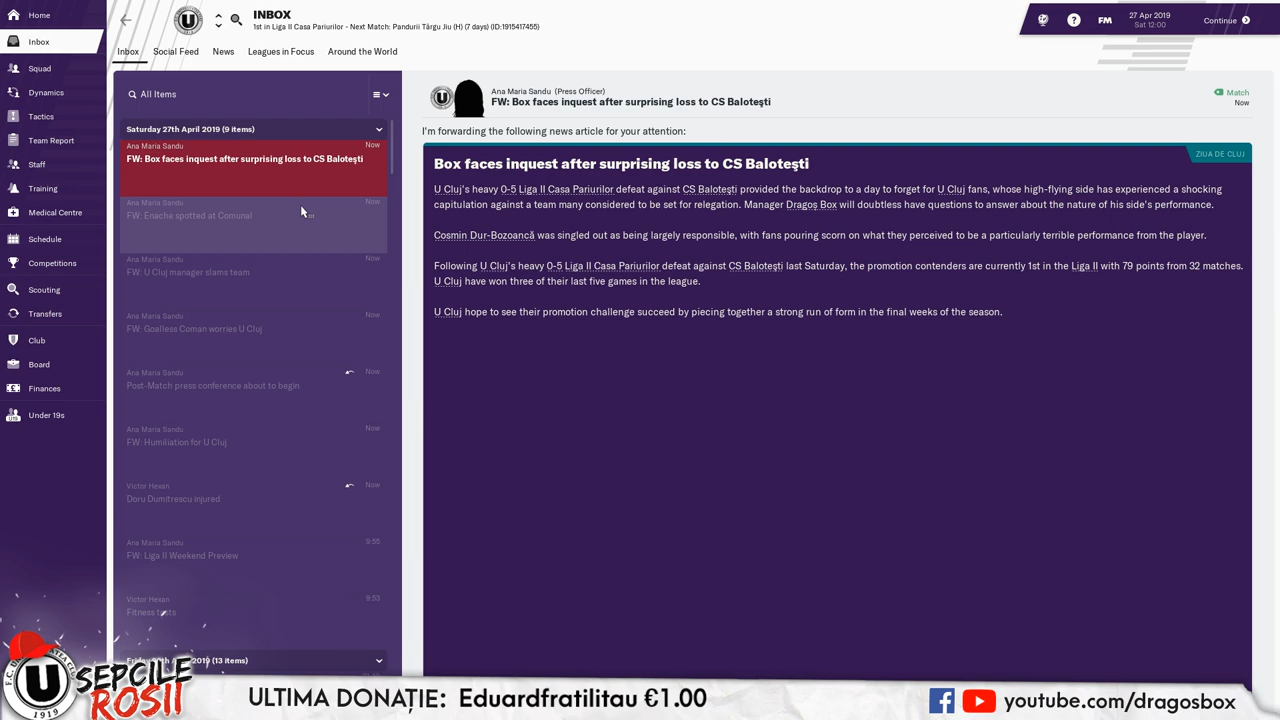 Home
Inbox
Squad
Dynamics
Tactics
Team Report
Staff
Training
Medical Centre
Schedule
Competitions
Scouting
Transfers
Club
Board
Finances
Under 19s
INBOX
1st in Liga II Casa Pariurilor - Next Match: Pandurii Târgu Jiu (H) (7 days) (ID:1915417455)
?
FM
27 Apr 2019
Sat 12:00
Continue
Inbox Social Feed News Leagues in Focus Around the World
All Items
Saturday 27th April 2019 (9 items)
Ana Maria Sandu Now
FW: Box faces inquest after surprising loss to CS Balotești
Ana Maria Sandu Now
FW: Enache spotted at Comunal
Ana Maria Sandu Now
FW: U Cluj manager slams team
Ana Maria Sandu Now
FW: Goalless Coman worries U Cluj
Ana Maria Sandu Now
Post-Match press conference about to begin
Ana Maria Sandu Now
FW: Humiliation for U Cluj
Victor Hexan Now
Doru Dumitrescu injured
Ana Maria Sandu 9:55
FW: Liga II Weekend Preview
Victor Hexan 9:53
Fitness tests
2019 (13 items)
Ana Maria Sandu (Press Officer)
FW: Box faces inquest after surprising loss to CS Balotești
Match
Now
I'm forwarding the following news article for your attention:
ZIUA DE CLUJ
Box faces inquest after surprising loss to CS Balotești
U Cluj's heavy 0-5 Liga II Casa Pariurilor defeat against CS Balotești provided the backdrop to a day to forget for U Cluj fans, whose high-flying side has experienced a shocking
capitulation against a team many considered to be set for relegation. Manager Dragoș Box will doubtless have questions to answer about the nature of his side's performance.
Cosmin Dur-Bozoancă was singled out as being largely responsible, with fans pouring scorn on what they perceived to be a particularly terrible performance from the player.
Following U Cluj's heavy 0-5 Liga II Casa Pariurilor defeat against CS Balotești last Saturday, the promotion contenders are currently 1st in the Liga II with 79 points from 32 matches.
U Cluj have won three of their last five games in the league.
U Cluj hope to see their promotion challenge succeed by piecing together a strong run of form in the final weeks of the season.
U
1919
SEPCILE
ROSII
ULTIMA DONAȚIE: Eduardfratilitau €1.00
youtube.com/dragosbox